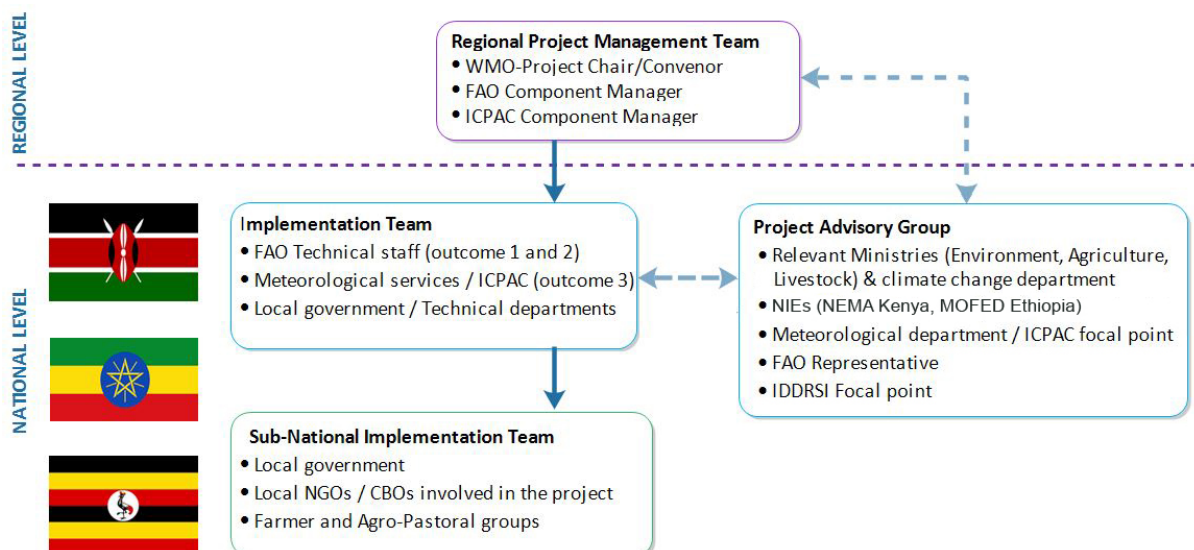 REGIONAL LEVEL
Regional Project Management Team
• WMO-Project Chair/Convenor
• FAO Component Manager
• ICPAC Component Manager
NATIONAL LEVEL
Implementation Team
• FAO Technical staff (outcome 1 and 2)
• Meteorological services / ICPAC (outcome 3)
• Local government / Technical departments
Project Advisory Group
• Relevant Ministries (Environment, Agriculture,
Livestock) & climate change department
• NIEs (NEMA Kenya, MOFED Ethiopia)
• Meteorological department / ICPAC focal point
• FAO Representative
• IDDRSI Focal point
Sub-National Implementation Team
• Local government
• Local NGOs / CBOs involved in the project
• Farmer and Agro-Pastoral groups